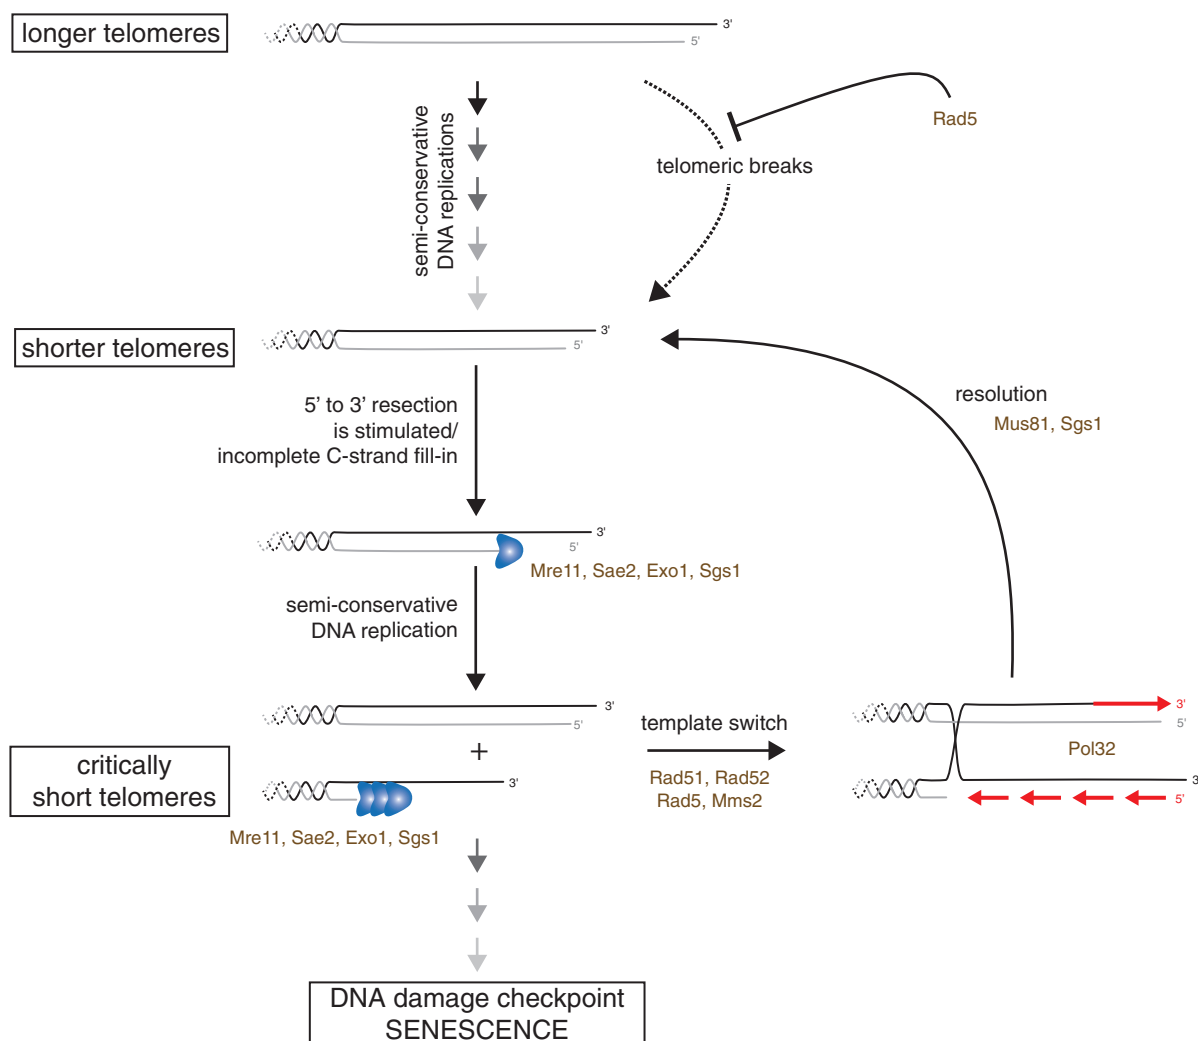 longer telomeres
3'
5'
semi-conservative
DNA replications
Rad5
telomeric breaks
shorter telomeres
3'
5'
5' to 3' resection
is stimulated/
incomplete C-strand fill-in
resolution
Mus81, Sgs1
3'
5'
Mre11, Sae2, Exo1, Sgs1
semi-conservative
DNA replication
3'
5'
+
critically
short telomeres
3'
Mre11, Sae2, Exo1, Sgs1
template switch
Rad51, Rad52
Rad5, Mms2
3'
5'
Pol32
3'
5'
DNA damage checkpoint
SENESCENCE